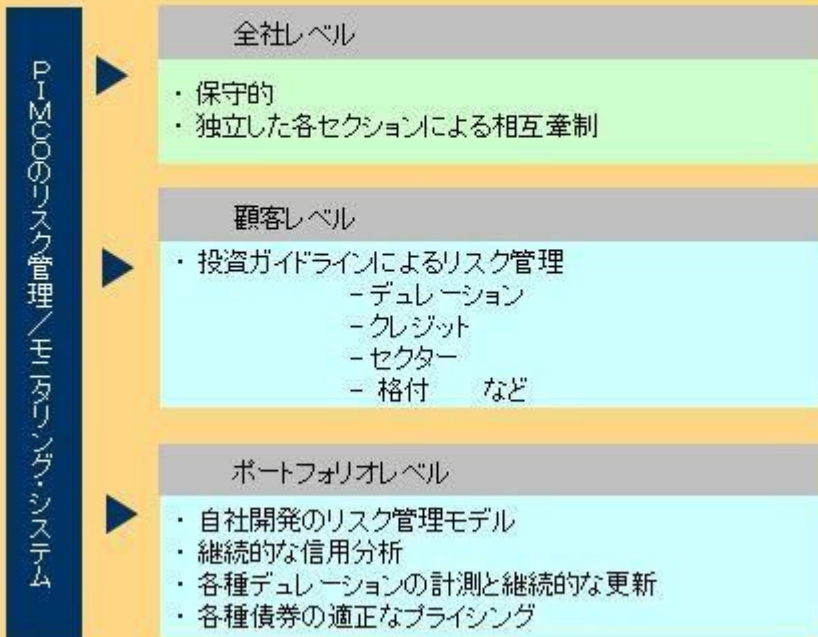 PIMCOのリスク管理/モニタリング・システム
全社レベル
・ 保守的
・ 独立した各セクションによる相互牽制
顧客レベル
・ 投資ガイドラインによるリスク管理
− デュレーション
− クレジット
− セクター
− 格付 など
ポートフォリオレベル
・ 自社開発のリスク管理モデル
・ 継続的な信用分析
・ 各種デュレーションの計測と継続的な更新
・ 各種債券の適正なプライシング